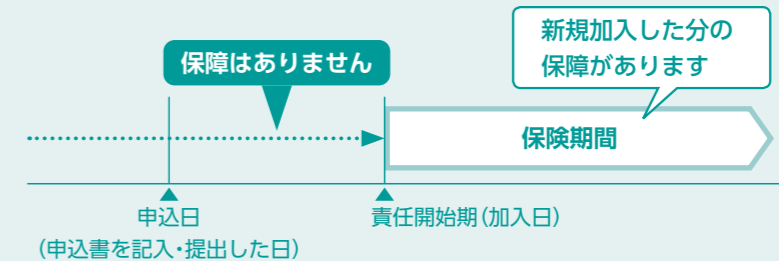 新規加入した分の
保障があります
保障はありません
保険期間
申込日
(申込書を記入・提出した日)
責任開始期(加入日)